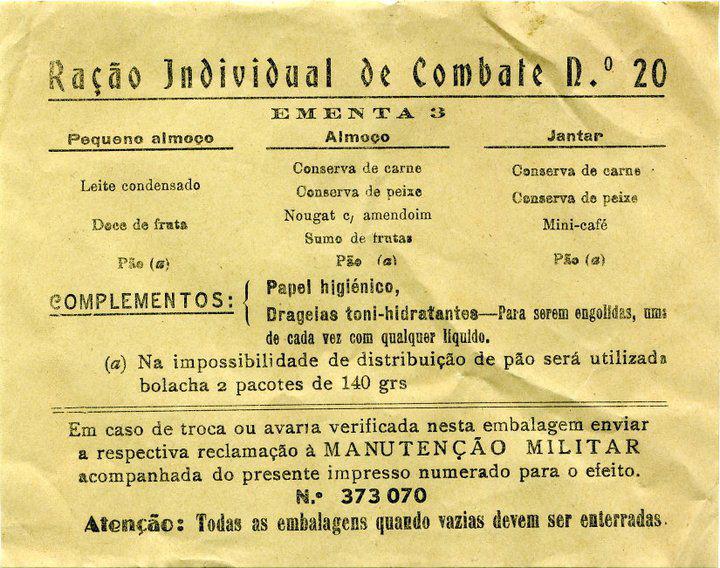 Ração Individual de Combate N.º 20
EMENTA 3
Pequeno almoço
Leite condensado
Doce de fruta
Pão (a)
Almoço
Conserva de carne
Conserva de peixe
Nougat c/ amendoim
Sumo de frutas
Pão (a)
Jantar
Conserva de carne
Conserva de peixe
Mini-café
Pão (a)
COMPLEMENTOS:
Papel higiénico,
Drageias toni-hidratantes—Para serem engolidas, uma
de cada vez com qualquer liquido.
(a) Na impossibilidade de distribuição de pão será utilizada
bolacha 2 pacotes de 140 grs
Em caso de troca ou avaria verificada nesta embalagem enviar
a respectiva reclamação à MANUTENÇÃO MILITAR
acompanhada do presente impresso numerado para o efeito.
N.º 373 070
Atenção: Todas as embalagens quando vazias devem ser enterradas.